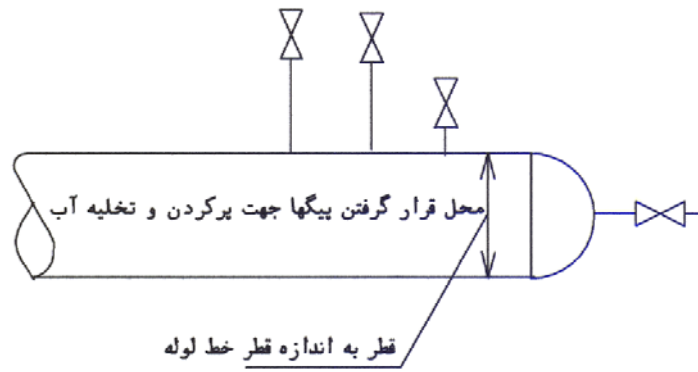 محل قرار گرفتن پیگها جهت پرکردن و تخلیه آب
قطر به اندازه قطر خط لوله